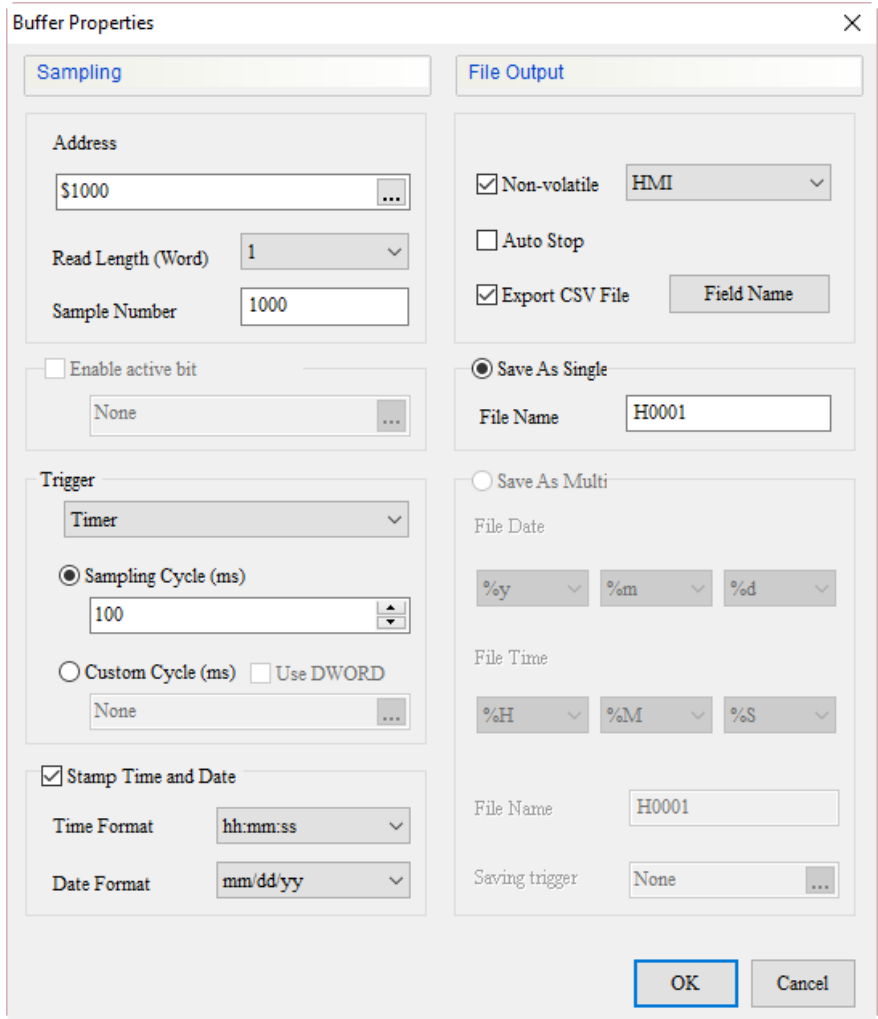 Buffer Properties
Sampling
Address
$1000
...
Read Length (Word)
1
Sample Number
1000
Enable active bit
None
...
Trigger
Timer
Sampling Cycle (ms)
100
Custom Cycle (ms)
Use DWORD
None
...
Stamp Time and Date
Time Format
hh:mm:ss
Date Format
mm/dd/yy
File Output
Non-volatile
HMI
Auto Stop
Export CSV File
Field Name
Save As Single
File Name
H0001
Save As Multi
File Date
%y
%m
%d
File Time
%H
%M
%S
File Name
H0001
Saving trigger
None
...
OK
Cancel